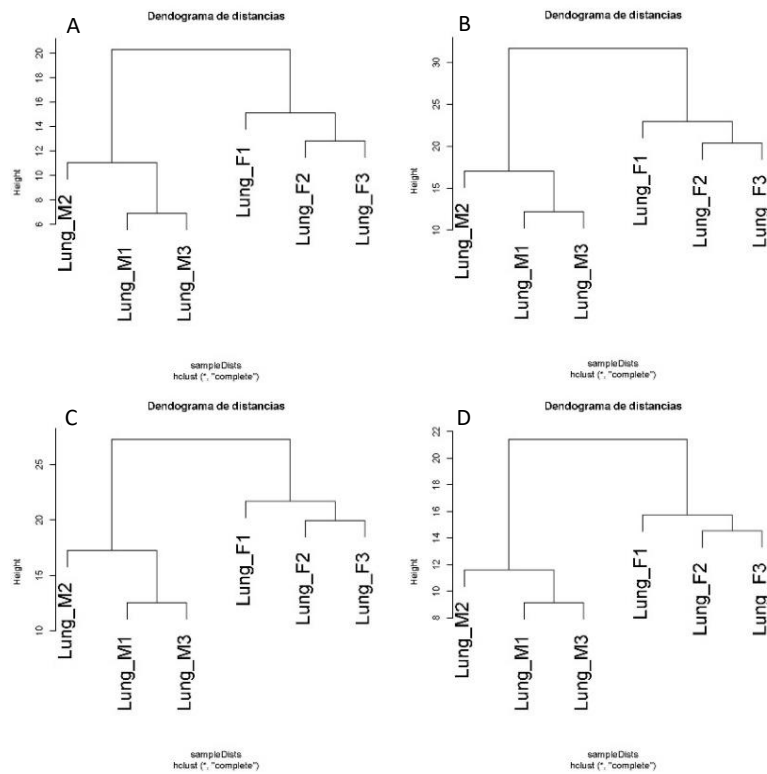 A
Dendograma de distancias
Height
20
18
16
14
12
10
8
6
Lung_M2
Lung_M1
Lung_M3
Lung_F1
Lung_F2
Lung_F3
sampleDists
hclust (*, "complete")
B
Dendograma de distancias
Height
30
25
20
15
10
Lung_M2
Lung_M1
Lung_M3
Lung_F1
Lung_F2
Lung_F3
sampleDists
hclust (*, "complete")
C
Dendograma de distancias
Height
25
20
15
10
Lung_M2
Lung_M1
Lung_M3
Lung_F1
Lung_F2
Lung_F3
sampleDists
hclust (*, "complete")
D
Dendograma de distancias
Height
22
20
18
16
14
12
10
8
Lung_M2
Lung_M1
Lung_M3
Lung_F1
Lung_F2
Lung_F3
sampleDists
hclust (*, "complete")